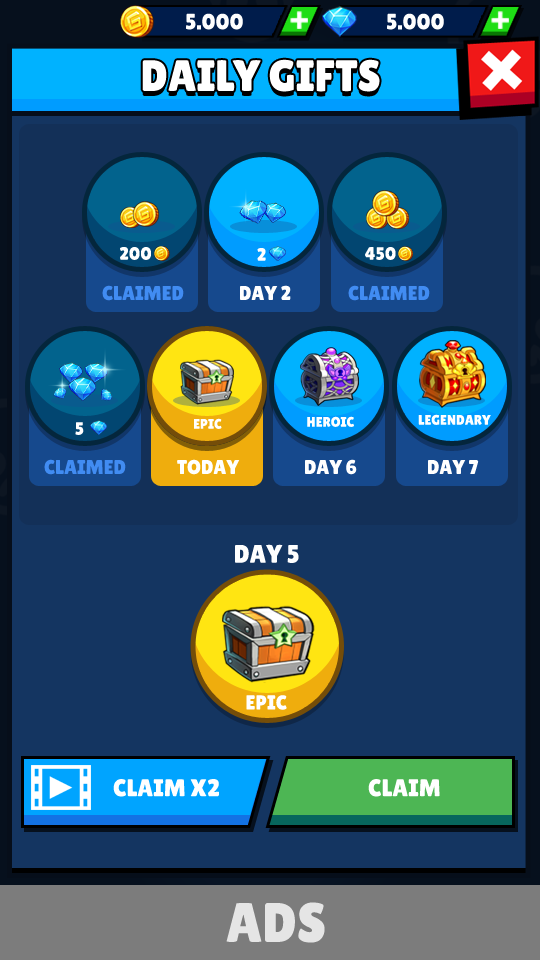 5.000
5.000
DAILY GIFTS
200
2
450
CLAIMED
DAY 2
CLAIMED
5
EPIC
HEROIC
LEGENDARY
CLAIMED
TODAY
DAY 6
DAY 7
DAY 5
EPIC
CLAIM X2
CLAIM
ADS